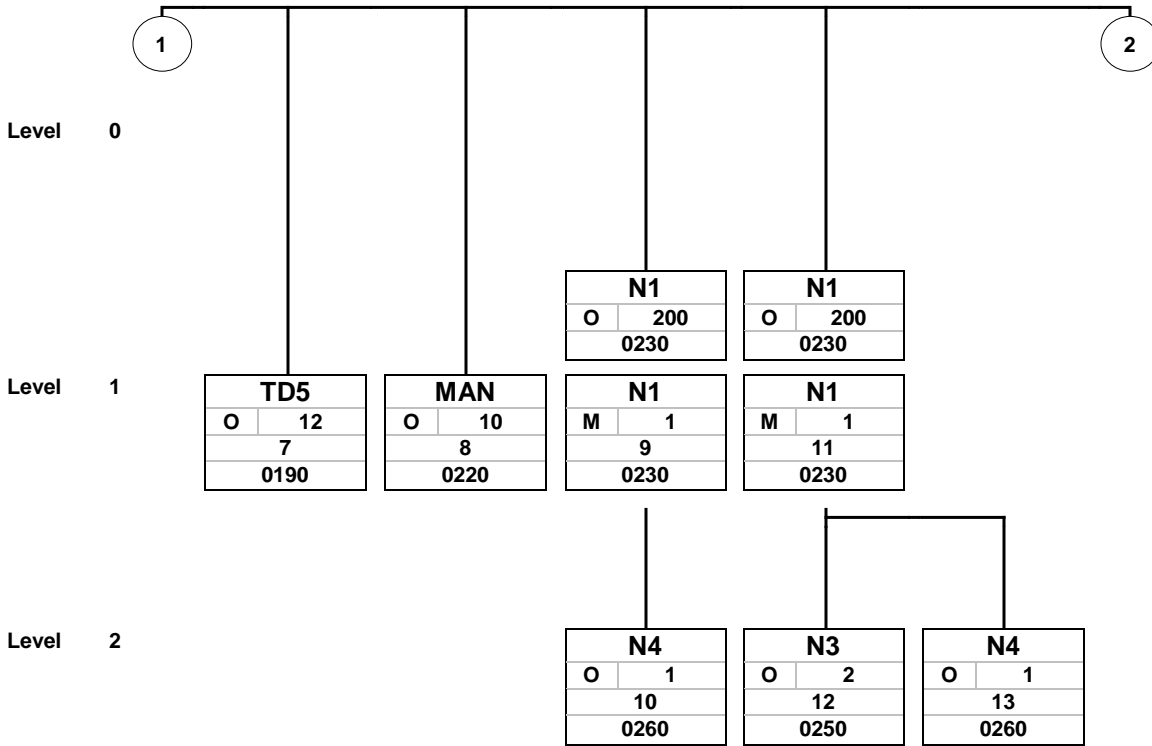 1 2
Level 0
N1 N1
O 200 O 200
0230 0230
Level 1
TD5 MAN N1 N1
O 12 O 10 M 1 M 1
7 8 9 11
0190 0220 0230 0230
Level 2
N4 N3 N4
O 1 O 2 O 1
10 12 13
0260 0250 0260